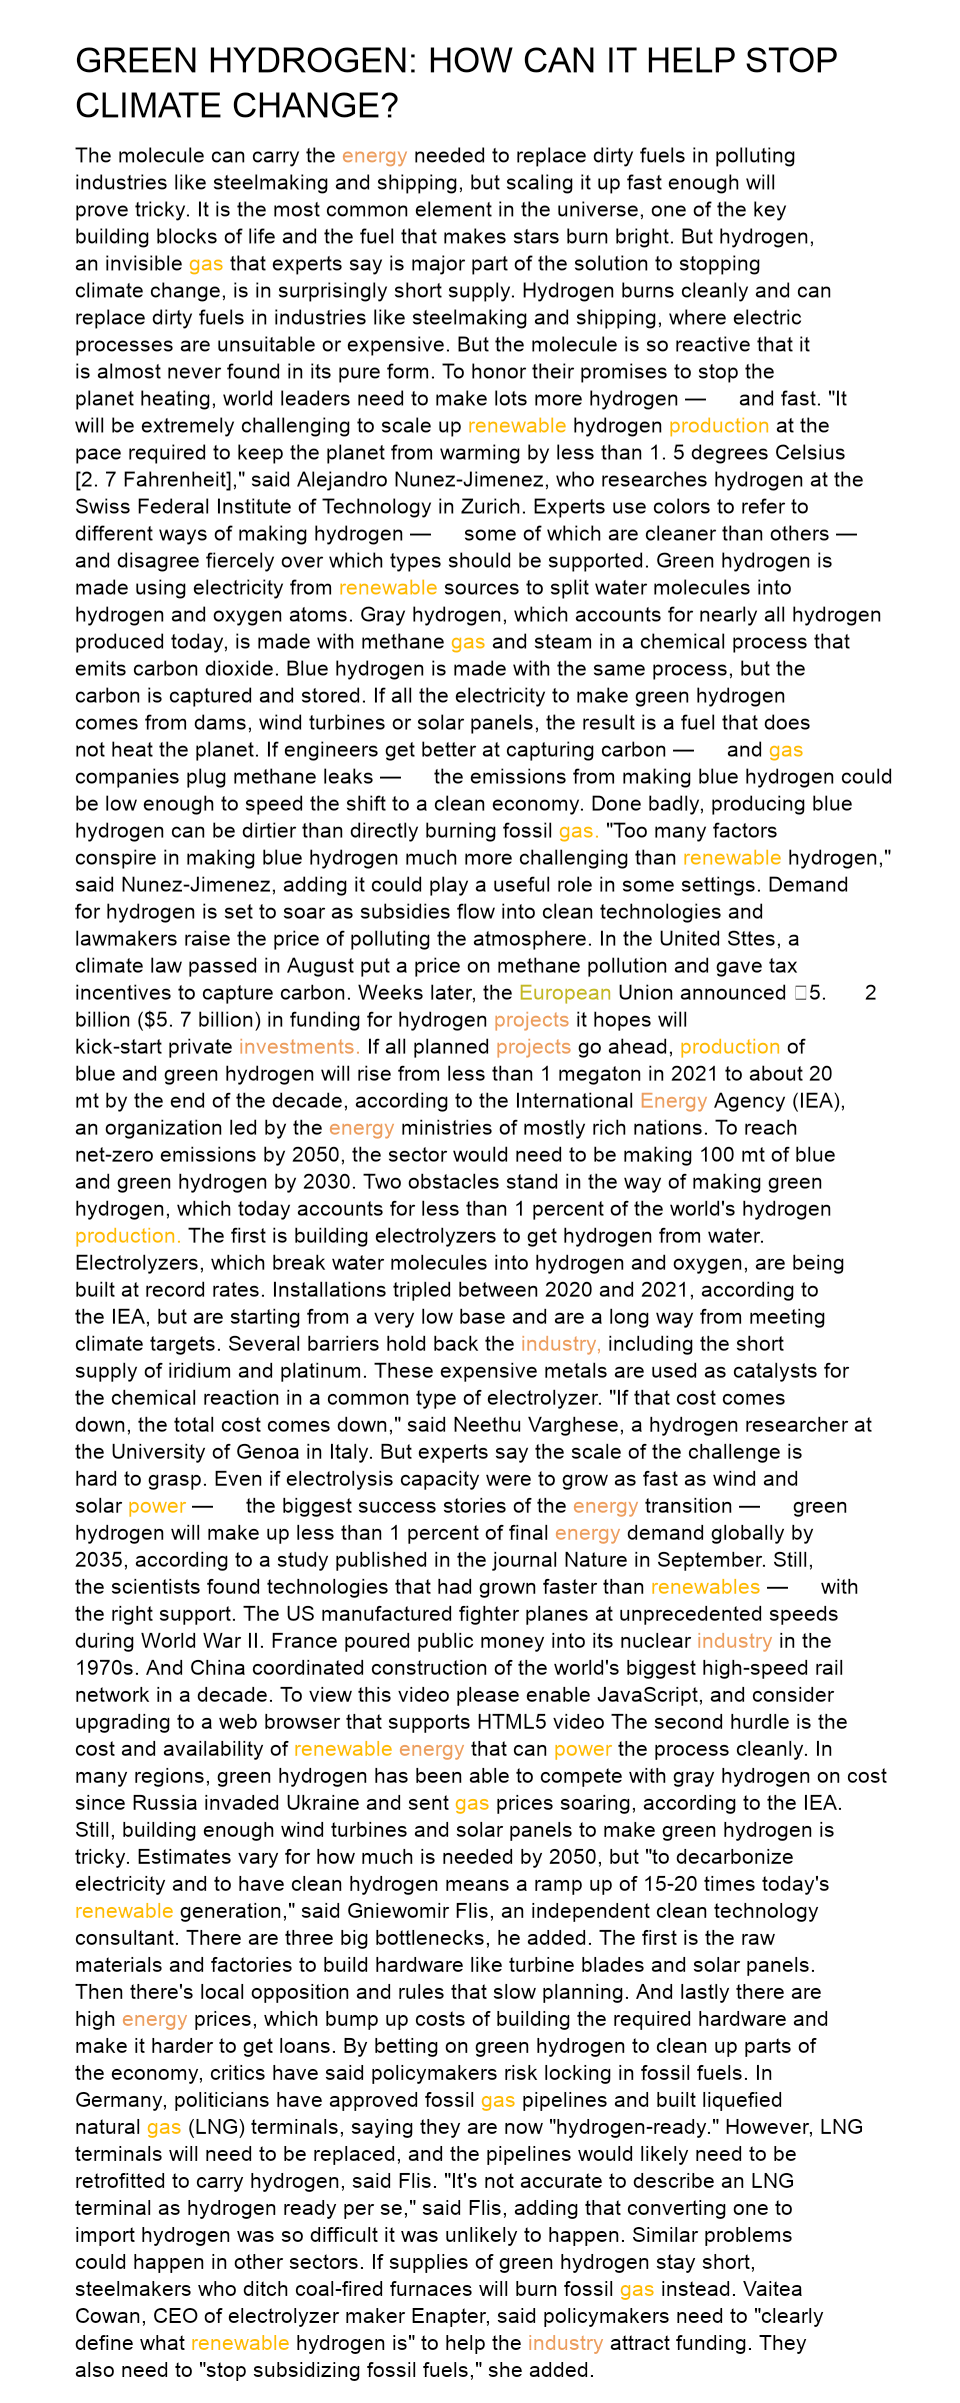 GREEN HYDROGEN: HOW CAN IT HELP STOP
CLIMATE CHANGE?
The molecule can carry the energy needed to replace dirty fuels in polluting
industries like steelmaking and shipping, but scaling it up fast enough will
prove tricky. It is the most common element in the universe, one of the key
building blocks of life and the fuel that makes stars burn bright. But hydrogen,
an invisible gas that experts say is major part of the solution to stopping
climate change, is in surprisingly short supply. Hydrogen burns cleanly and can
replace dirty fuels in industries like steelmaking and shipping, where electric
processes are unsuitable or expensive. But the molecule is so reactive that it
is almost never found in its pure form. To honor their promises to stop the
planet heating, world leaders need to make lots more hydrogen — and fast. "It
will be extremely challenging to scale up renewable hydrogen production at the
pace required to keep the planet from warming by less than 1. 5 degrees Celsius
[2. 7 Fahrenheit]," said Alejandro Nunez-Jimenez, who researches hydrogen at the
Swiss Federal Institute of Technology in Zurich. Experts use colors to refer to
different ways of making hydrogen — some of which are cleaner than others —
and disagree fiercely over which types should be supported. Green hydrogen is
made using electricity from renewable sources to split water molecules into
hydrogen and oxygen atoms. Gray hydrogen, which accounts for nearly all hydrogen
produced today, is made with methane gas and steam in a chemical process that
emits carbon dioxide. Blue hydrogen is made with the same process, but the
carbon is captured and stored. If all the electricity to make green hydrogen
comes from dams, wind turbines or solar panels, the result is a fuel that does
not heat the planet. If engineers get better at capturing carbon — and gas
companies plug methane leaks — the emissions from making blue hydrogen could
be low enough to speed the shift to a clean economy. Done badly, producing blue
hydrogen can be dirtier than directly burning fossil gas. "Too many factors
conspire in making blue hydrogen much more challenging than renewable hydrogen,"
said Nunez-Jimenez, adding it could play a useful role in some settings. Demand
for hydrogen is set to soar as subsidies flow into clean technologies and
lawmakers raise the price of polluting the atmosphere. In the United Sttes, a
climate law passed in August put a price on methane pollution and gave tax
incentives to capture carbon. Weeks later, the European Union announced □5. 2
billion ($5. 7 billion) in funding for hydrogen projects it hopes will
kick-start private investments. If all planned projects go ahead, production of
blue and green hydrogen will rise from less than 1 megaton in 2021 to about 20
mt by the end of the decade, according to the International Energy Agency (IEA),
an organization led by the energy ministries of mostly rich nations. To reach
net-zero emissions by 2050, the sector would need to be making 100 mt of blue
and green hydrogen by 2030. Two obstacles stand in the way of making green
hydrogen, which today accounts for less than 1 percent of the world's hydrogen
production. The first is building electrolyzers to get hydrogen from water.
Electrolyzers, which break water molecules into hydrogen and oxygen, are being
built at record rates. Installations tripled between 2020 and 2021, according to
the IEA, but are starting from a very low base and are a long way from meeting
climate targets. Several barriers hold back the industry, including the short
supply of iridium and platinum. These expensive metals are used as catalysts for
the chemical reaction in a common type of electrolyzer. "If that cost comes
down, the total cost comes down," said Neethu Varghese, a hydrogen researcher at
the University of Genoa in Italy. But experts say the scale of the challenge is
hard to grasp. Even if electrolysis capacity were to grow as fast as wind and
solar power — the biggest success stories of the energy transition — green
hydrogen will make up less than 1 percent of final energy demand globally by
2035, according to a study published in the journal Nature in September. Still,
the scientists found technologies that had grown faster than renewables — with
the right support. The US manufactured fighter planes at unprecedented speeds
during World War II. France poured public money into its nuclear industry in the
1970s. And China coordinated construction of the world's biggest high-speed rail
network in a decade. To view this video please enable JavaScript, and consider
upgrading to a web browser that supports HTML5 video The second hurdle is the
cost and availability of renewable energy that can power the process cleanly. In
many regions, green hydrogen has been able to compete with gray hydrogen on cost
since Russia invaded Ukraine and sent gas prices soaring, according to the IEA.
Still, building enough wind turbines and solar panels to make green hydrogen is
tricky. Estimates vary for how much is needed by 2050, but "to decarbonize
electricity and to have clean hydrogen means a ramp up of 15-20 times today's
renewable generation," said Gniewomir Flis, an independent clean technology
consultant. There are three big bottlenecks, he added. The first is the raw
materials and factories to build hardware like turbine blades and solar panels.
Then there's local opposition and rules that slow planning. And lastly there are
high energy prices, which bump up costs of building the required hardware and
make it harder to get loans. By betting on green hydrogen to clean up parts of
the economy, critics have said policymakers risk locking in fossil fuels. In
Germany, politicians have approved fossil gas pipelines and built liquefied
natural gas (LNG) terminals, saying they are now "hydrogen-ready." However, LNG
terminals will need to be replaced, and the pipelines would likely need to be
retrofitted to carry hydrogen, said Flis. "It's not accurate to describe an LNG
terminal as hydrogen ready per se," said Flis, adding that converting one to
import hydrogen was so difficult it was unlikely to happen. Similar problems
could happen in other sectors. If supplies of green hydrogen stay short,
steelmakers who ditch coal-fired furnaces will burn fossil gas instead. Vaitea
Cowan, CEO of electrolyzer maker Enapter, said policymakers need to "clearly
define what renewable hydrogen is" to help the industry attract funding. They
also need to "stop subsidizing fossil fuels," she added.